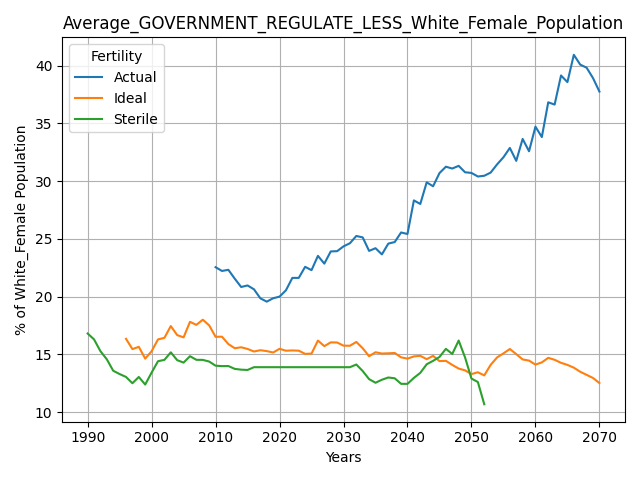 Average_GOVERNMENT_REGULATE_LESS_White_Female_Population
Fertility
Actual
Ideal
Sterile
% of White_Female Population
40
35
30
25
20
15
10
1990 2000 2010 2020 2030 2040 2050 2060 2070
Years